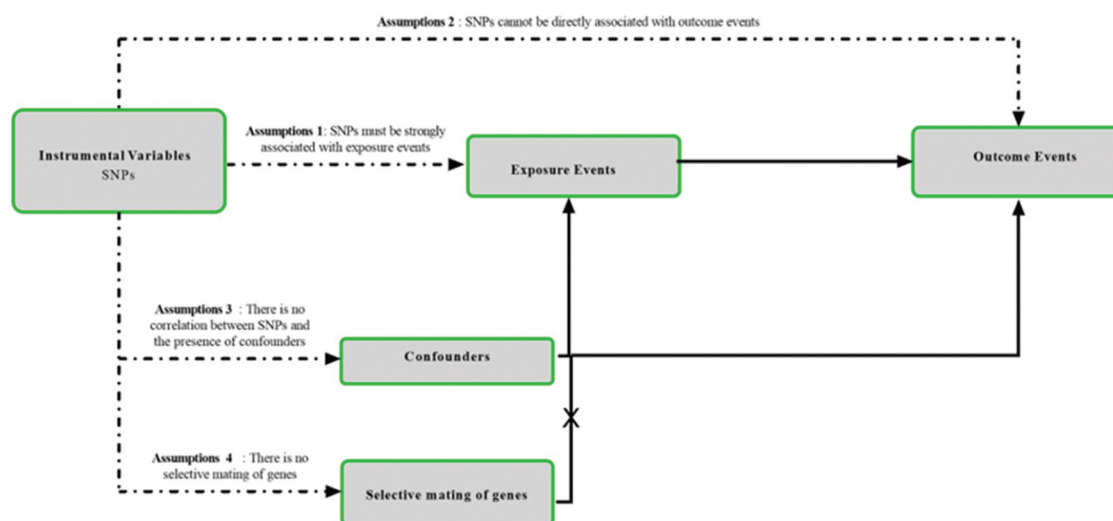 Assumptions 2 : SNPs cannot be directly associated with outcome events
Assumptions 1: SNPs must be strongly
associated with exposure events
Instrumental Variables
SNPs
Exposure Events
Outcome Events
Assumptions 3 : There is no
correlation between SNPs and
the presence of confounders
Confounders
X
Assumptions 4 : There is no
selective mating of genes
Selective mating of genes